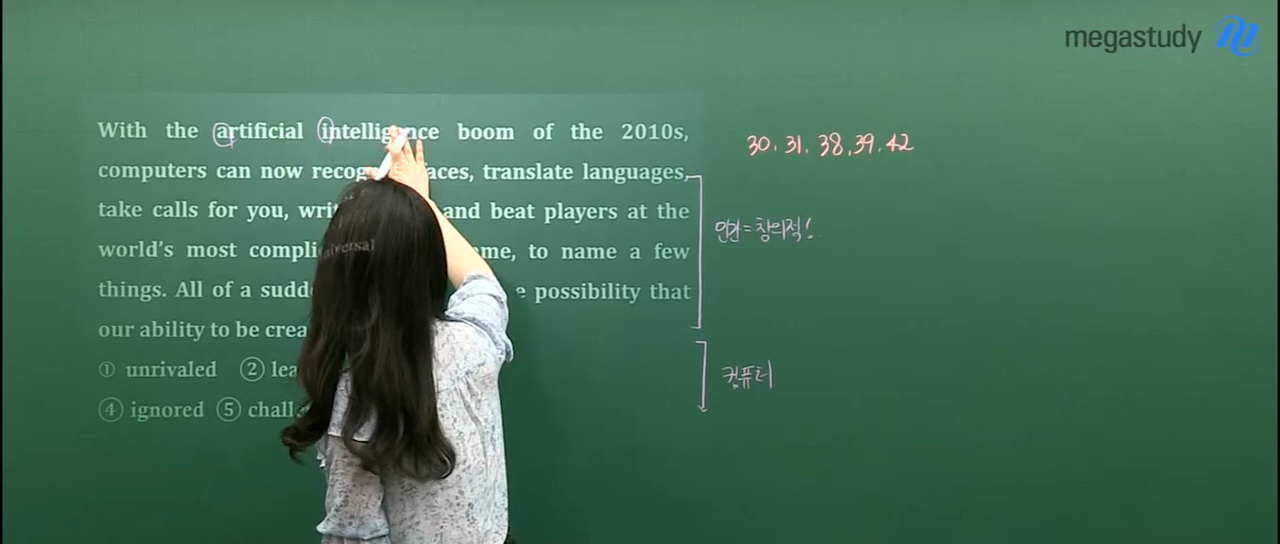 megastudy
With the artificial intelligence boom of the 2010s,
computers can now recog aces, translate languages,
take calls for you, wri and beat players at the
world's most compli me, to name a few
things. All of a sudd e possibility that
our ability to be crea
① unrivaled ② lea
④ ignored ⑤ chall
universal
30. 31. 38. 39. 42
인간 = 창의적!
컴퓨터